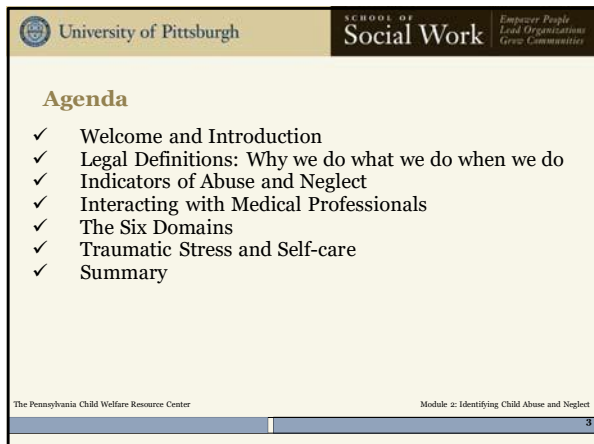 University of Pittsburgh
SCHOOL OF
Social Work
Empower People
Lead Organizations
Grow Communities
Agenda
✓ Welcome and Introduction
✓ Legal Definitions: Why we do what we do when we do
✓ Indicators of Abuse and Neglect
✓ Interacting with Medical Professionals
✓ The Six Domains
✓ Traumatic Stress and Self-care
✓ Summary
The Pennsylvania Child Welfare Resource Center
Module 2: Identifying Child Abuse and Neglect
3